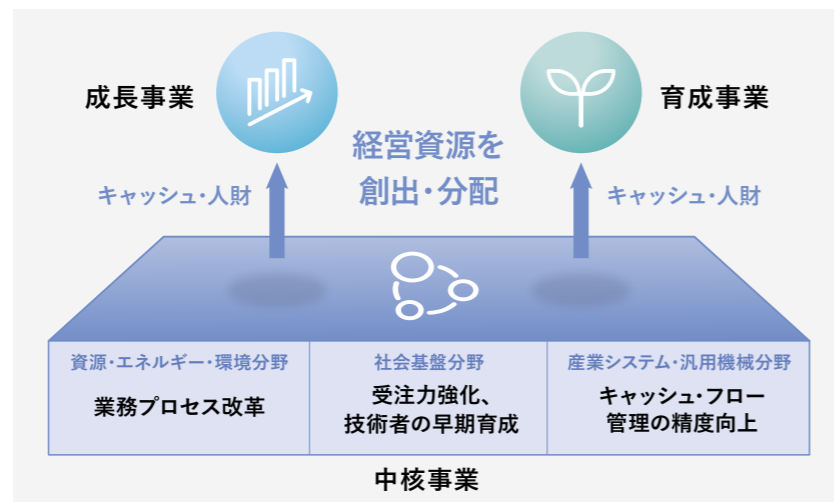 成長事業
育成事業
経営資源を
創出・分配
キャッシュ・人財
キャッシュ・人財
資源・エネルギー・環境分野
業務プロセス改革
社会基盤分野
受注力強化、
技術者の早期育成
産業システム・汎用機械分野
キャッシュ・フロー
管理の精度向上
中核事業